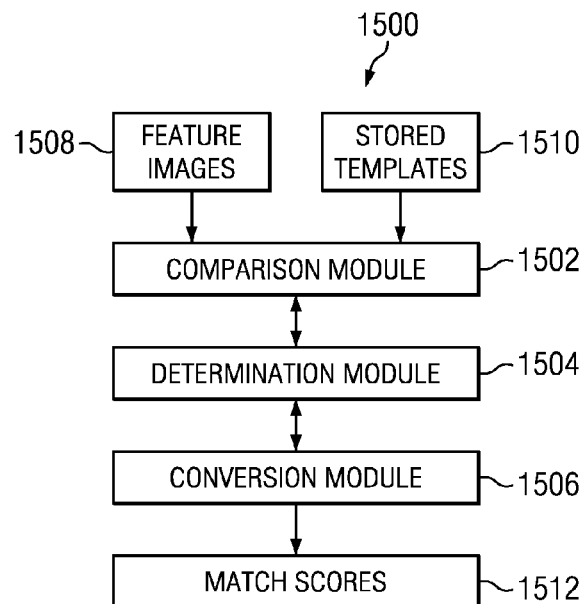 1500
1508
FEATURE
IMAGES
STORED
TEMPLATES
1510
COMPARISON MODULE
1502
DETERMINATION MODULE
1504
CONVERSION MODULE
1506
MATCH SCORES
1512